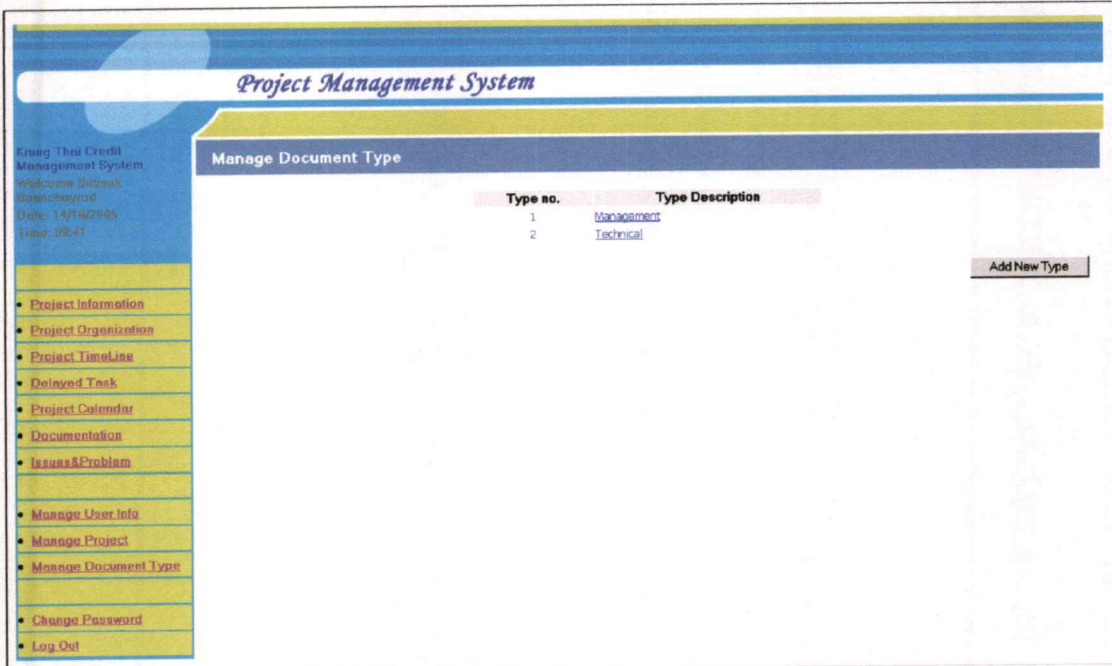 Project Management System
Krung Thai Credit
Management System
Welcome
Date: 14/10/2005
Time: 09:41
Manage Document Type
Type no. Type Description
1 Management
2 Technical
Add New Type
Project Information
Project Organization
Project TimeLine
Delayed Task
Project Calendar
Documentation
Issues&Problem
Manage User Info
Manage Project
Manage Document Type
Change Password
Log Out